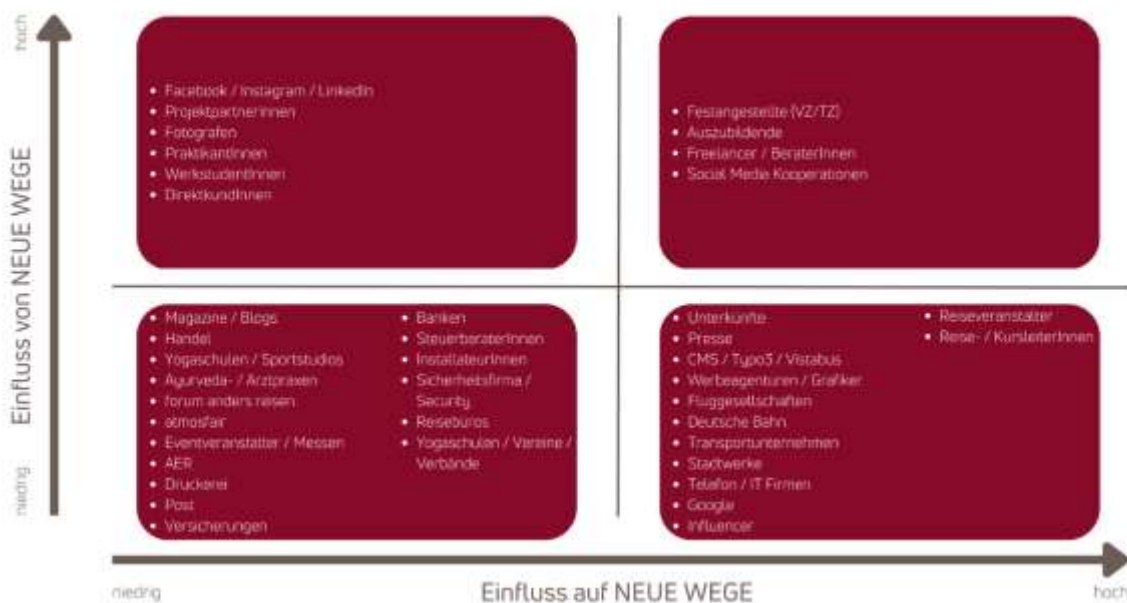 hoch
Einfluss von NEUE WEGE
niedrig
• Facebook / Instagram / LinkedIn
• ProjektpartnerInnen
• Fotografen
• PraktikantInnen
• WerkstudentInnen
• DirektkundInnen
• Festangestellte (VZ/TZ)
• Auszubildende
• Freelancer / BeraterInnen
• Social Media Kooperationen
• Magazine / Blogs
• Handel
• Yogaschulen / Sportstudios
• Ayurveda- / Arztpraxen
• forum anders reisen
• atmosfair
• Eventveranstalter / Messen
• AER
• Druckerei
• Post
• Versicherungen
• Banken
• SteuerberaterInnen
• InstallateurInnen
• Sicherheitsfirma /
Security
• Reisebüros
• Yogaschulen / Vereine /
Verbände
• Unterkünfte
• Presse
• CMS / Typo3 / Vistabus
• Werbeagenturen / Grafiker
• Fluggesellschaften
• Deutsche Bahn
• Transportunternehmen
• Stadtwerke
• Telefon / IT Firmen
• Google
• Influencer
• Reiseveranstalter
• Reise- / KursleiterInnen
niedrig
Einfluss auf NEUE WEGE
hoch